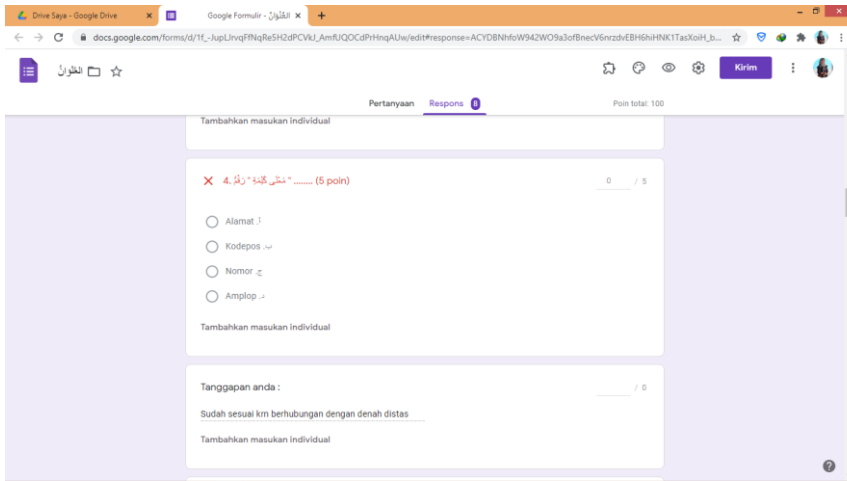 Drive Saya - Google Drive
Google Formulir - العُنْوَانُ
docs.google.com/forms/d/1f_-JupLIrvqFfNqRe5H2dPCVkJ_AmfUQOCdPrHnqAUw/edit#response=ACYDBNhfoW942WO9a3ofBnecV6nrzdvEBH6hiHNK1TasXoiH_b...
العُنْوَانُ
Kirim
Pertanyaan
Respons 8
Poin total: 100
Tambahkan masukan individual
4. مَعْنَى كَلِمَةِ " رَقْمُ " ........ (5 poin)
0 / 5
Alamat .أ
Kodepos .ب
Nomor .ج
Amplop .د
Tambahkan masukan individual
Tanggapan anda :
/ 0
Sudah sesuai krn berhubungan dengan denah distas
Tambahkan masukan individual